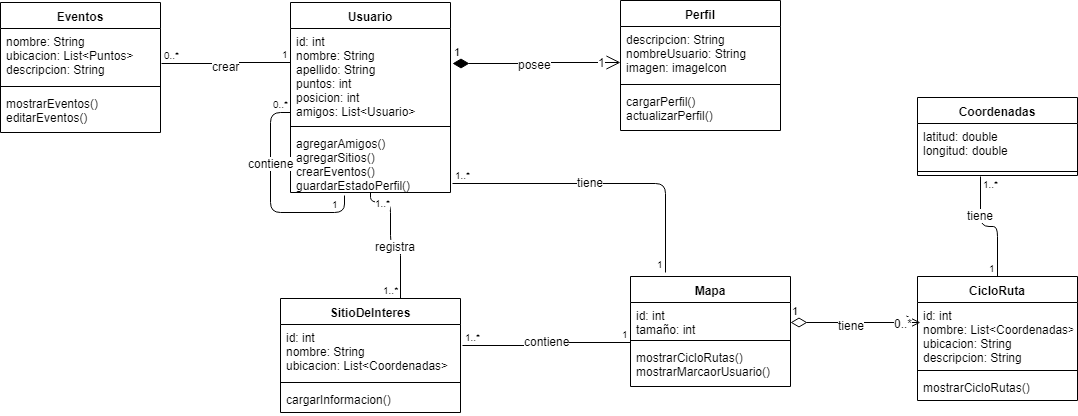 Eventos
nombre: String
ubicacion: List<Puntos>
descripcion: String
mostrarEventos()
editarEventos()
0..*
crear
1
Usuario
id: int
nombre: String
apellido: String
puntos: int
posicion: int
amigos: List<Usuario>
agregarAmigos()
agregarSitios()
crearEventos()
guardarEstadoPerfil()
0..*
contiene
1
1
posee
1
Perfil
descripcion: String
nombreUsuario: String
imagen: imageIcon
cargarPerfil()
actualizarPerfil()
Coordenadas
latitud: double
longitud: double
1..*
tiene
1
1..*
tiene
1
1..*
registra
1..*
SitioDeInteres
id: int
nombre: String
ubicacion: List<Coordenadas>
cargarInformacion()
1..*
contiene
1
Mapa
id: int
tamaño: int
mostrarCicloRutas()
mostrarMarcaorUsuario()
1
tiene
0..*
CicloRuta
id: int
nombre: List<Coordenadas>
ubicacion: String
descripcion: String
mostrarCicloRutas()